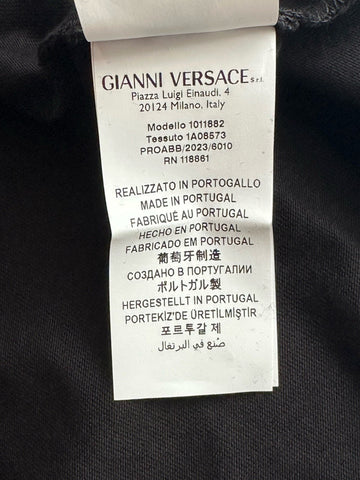 GIANNI VERSACE S.r.l.
Piazza Luigi Einaudi, 4
20124 Milano, Italy
Modello 1011882
Tessuto 1A08573
PROABB/2023/6010
RN 118861
REALIZZATO IN PORTOGALLO
MADE IN PORTUGAL
FABRIQUÉ AU PORTUGAL
HECHO EN PORTUGAL
FABRICADO EM PORTUGAL
葡萄牙制造
СОЗДАНО В ПОРТУГАЛИИ
ポルトガル製
HERGESTELLT IN PORTUGAL
PORTEKİZ'DE ÜRETİLMİŞTİR
포르투갈 제
صُنع في البرتغال